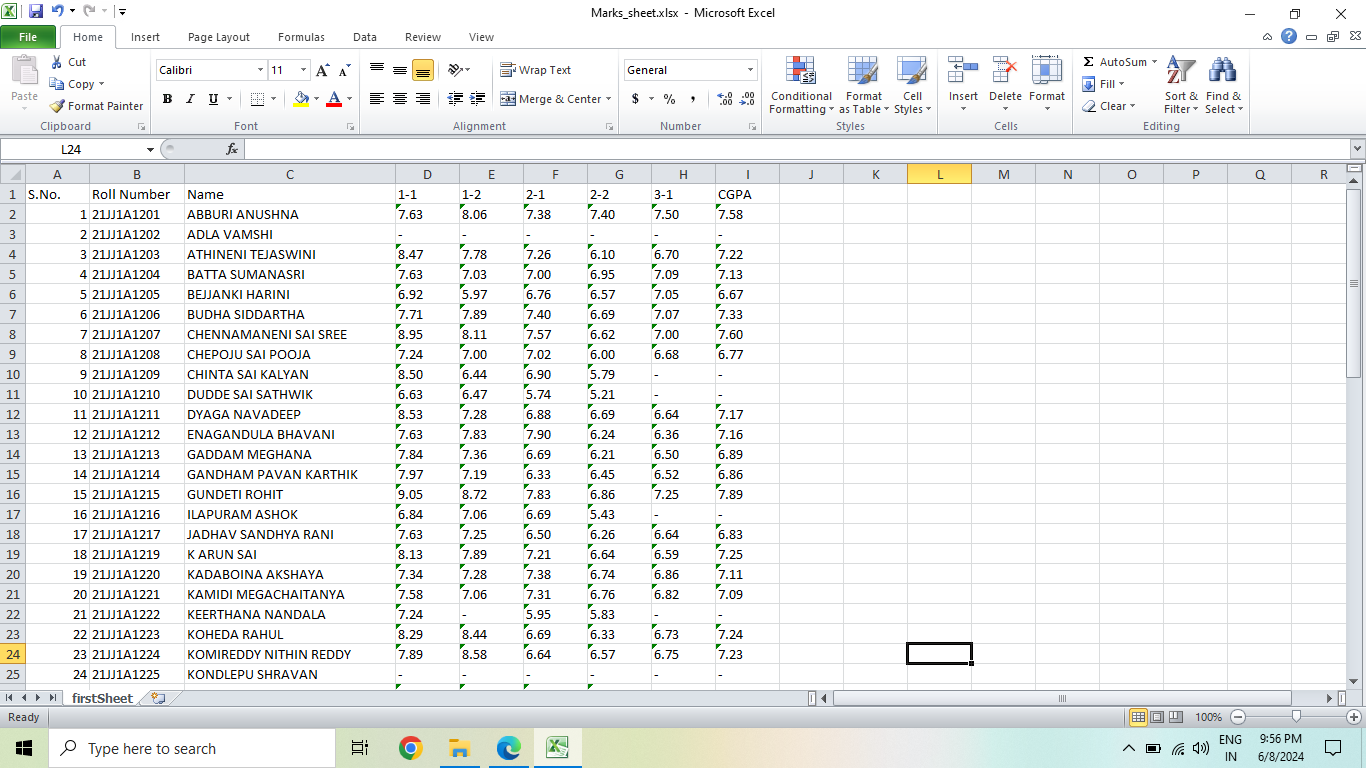 Marks_sheet.xlsx - Microsoft Excel
File Home Insert Page Layout Formulas Data Review View
Paste
Cut
Copy
Format Painter
Clipboard
Calibri 11
B I U
Font
Wrap Text
Merge & Center
Alignment
General
$ % ,
Number
Conditional Formatting
Format as Table
Cell Styles
Styles
Insert Delete Format
Cells
AutoSum
Fill
Clear
Sort & Filter
Find & Select
Editing
L24 fx
A B C D E F G H I J K L M N O P Q R
1 S.No. Roll Number Name 1-1 1-2 2-1 2-2 3-1 CGPA
2 1 21JJ1A1201 ABBURI ANUSHNA 7.63 8.06 7.38 7.40 7.50 7.58
3 2 21JJ1A1202 ADLA VAMSHI - - - - - -
4 3 21JJ1A1203 ATHINENI TEJASWINI 8.47 7.78 7.26 6.10 6.70 7.22
5 4 21JJ1A1204 BATTA SUMANASRI 7.63 7.03 7.00 6.95 7.09 7.13
6 5 21JJ1A1205 BEJJANKI HARINI 6.92 5.97 6.76 6.57 7.05 6.67
7 6 21JJ1A1206 BUDHA SIDDARTHA 7.71 7.89 7.40 6.69 7.07 7.33
8 7 21JJ1A1207 CHENNAMANENI SAI SREE 8.95 8.11 7.57 6.62 7.00 7.60
9 8 21JJ1A1208 CHEPOJU SAI POOJA 7.24 7.00 7.02 6.00 6.68 6.77
10 9 21JJ1A1209 CHINTA SAI KALYAN 8.50 6.44 6.90 5.79 - -
11 10 21JJ1A1210 DUDDE SAI SATHWIK 6.63 6.47 5.74 5.21 - -
12 11 21JJ1A1211 DYAGA NAVADEEP 8.53 7.28 6.88 6.69 6.64 7.17
13 12 21JJ1A1212 ENAGANDULA BHAVANI 7.63 7.83 7.90 6.24 6.36 7.16
14 13 21JJ1A1213 GADDAM MEGHANA 7.84 7.36 6.69 6.21 6.50 6.89
15 14 21JJ1A1214 GANDHAM PAVAN KARTHIK 7.97 7.19 6.33 6.45 6.52 6.86
16 15 21JJ1A1215 GUNDETI ROHIT 9.05 8.72 7.83 6.86 7.25 7.89
17 16 21JJ1A1216 ILAPURAM ASHOK 6.84 7.06 6.69 5.43 - -
18 17 21JJ1A1217 JADHAV SANDHYA RANI 7.63 7.25 6.50 6.26 6.64 6.83
19 18 21JJ1A1219 K ARUN SAI 8.13 7.89 7.21 6.64 6.59 7.25
20 19 21JJ1A1220 KADABOINA AKSHAYA 7.34 7.28 7.38 6.74 6.86 7.11
21 20 21JJ1A1221 KAMIDI MEGACHAITANYA 7.58 7.06 7.31 6.76 6.82 7.09
22 21 21JJ1A1222 KEERTHANA NANDALA 7.24 - 5.95 5.83 - -
23 22 21JJ1A1223 KOHEDA RAHUL 8.29 8.44 6.69 6.33 6.73 7.24
24 23 21JJ1A1224 KOMIREDDY NITHIN REDDY 7.89 8.58 6.64 6.57 6.75 7.23
25 24 21JJ1A1225 KONDLEPU SHRAVAN - - - - - -
firstSheet
Ready 100%
Type here to search
ENG IN
9:56 PM
6/8/2024